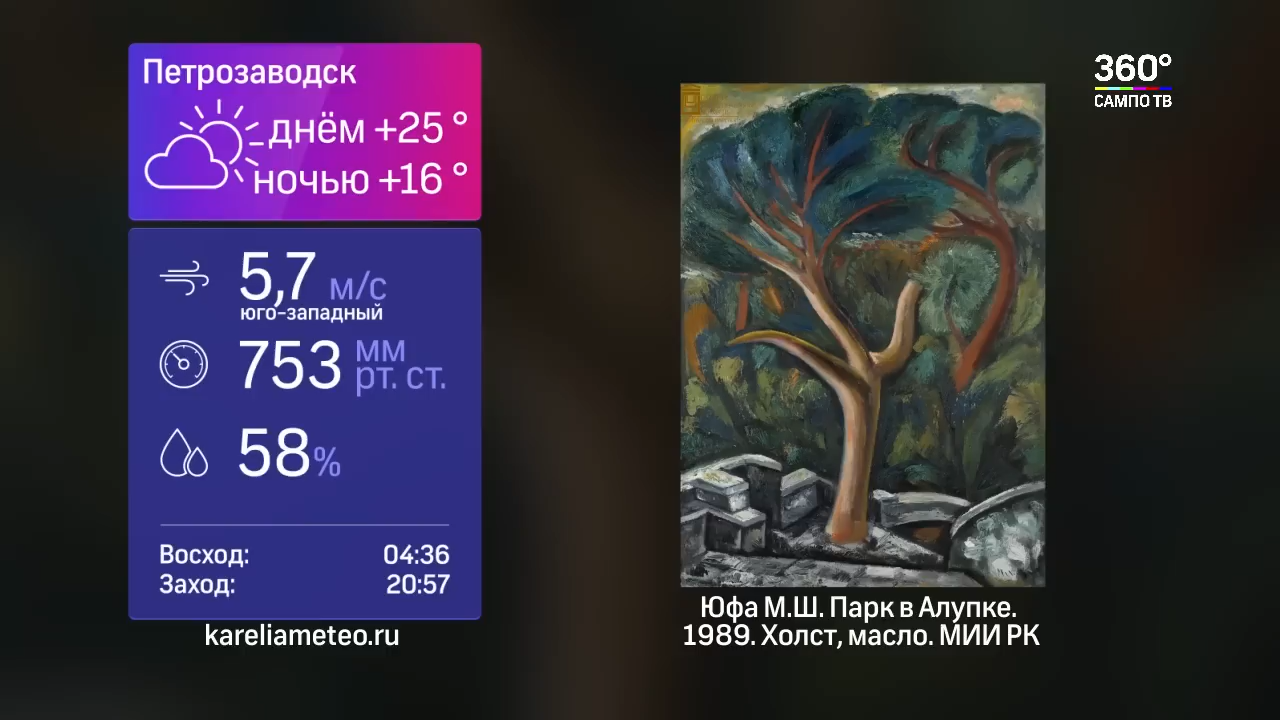 Петрозаводск
днём +25 °
ночью +16 °
5,7 м/с
юго-западный
753 мм
рт. ст.
58%
Восход: 04:36
Заход: 20:57
kareliameteo.ru
360°
САМПО ТВ
Юфа М.Ш. Парк в Алупке.
1989. Холст, масло. МИИ РК